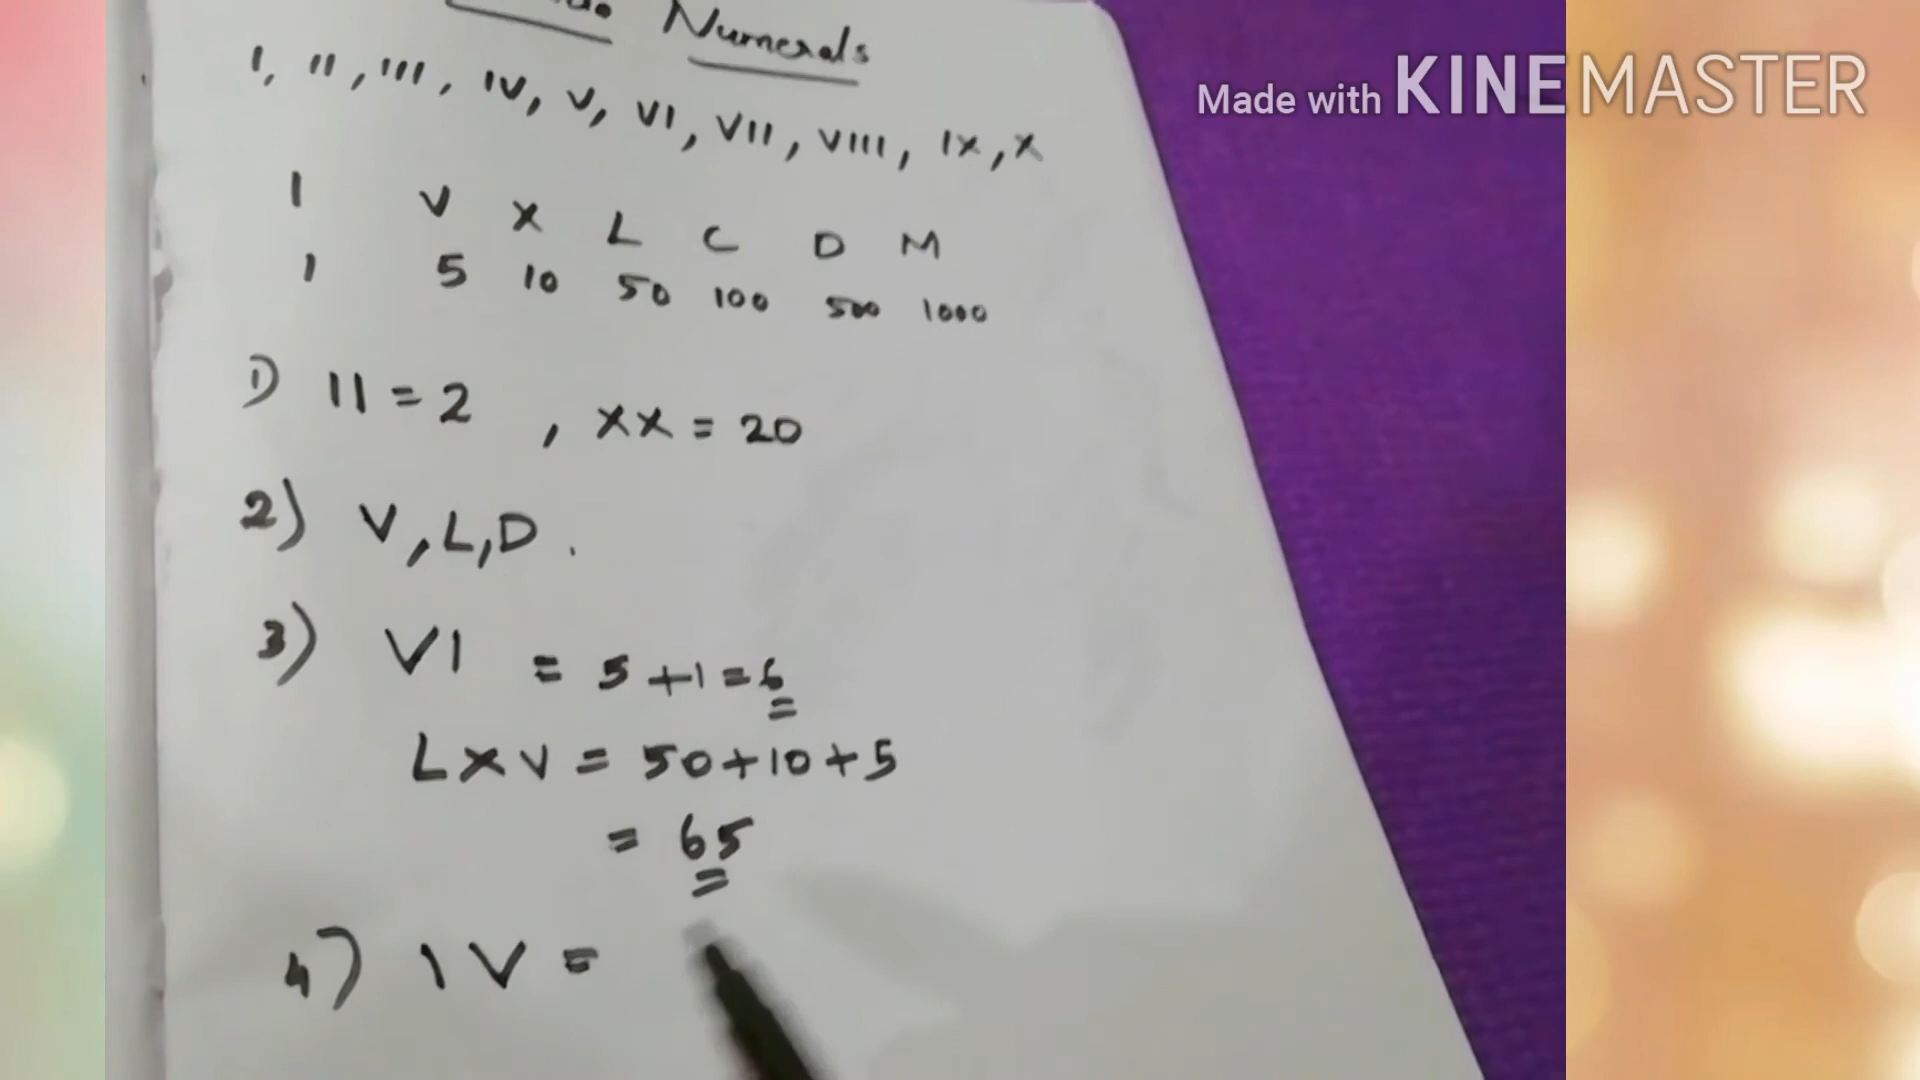 Numerals
I, II, III, IV, V, VI, VII, VIII, IX, X
I V X L C D M
1 5 10 50 100 500 1000
1) II = 2, XX = 20
2) V, L, D.
3) VI = 5 + 1 = 6
LXV = 50 + 10 + 5
= 65
4) IV =
Made with KINEMASTER